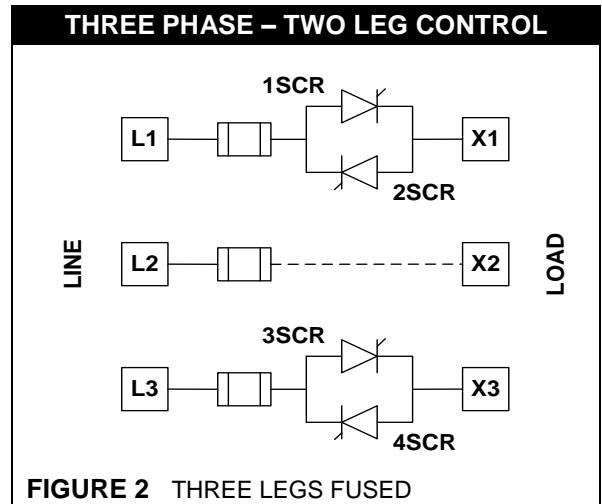 THREE PHASE – TWO LEG CONTROL
1SCR
L1
X1
2SCR
LINE
L2
X2
LOAD
3SCR
L3
X3
4SCR
FIGURE 2 THREE LEGS FUSED